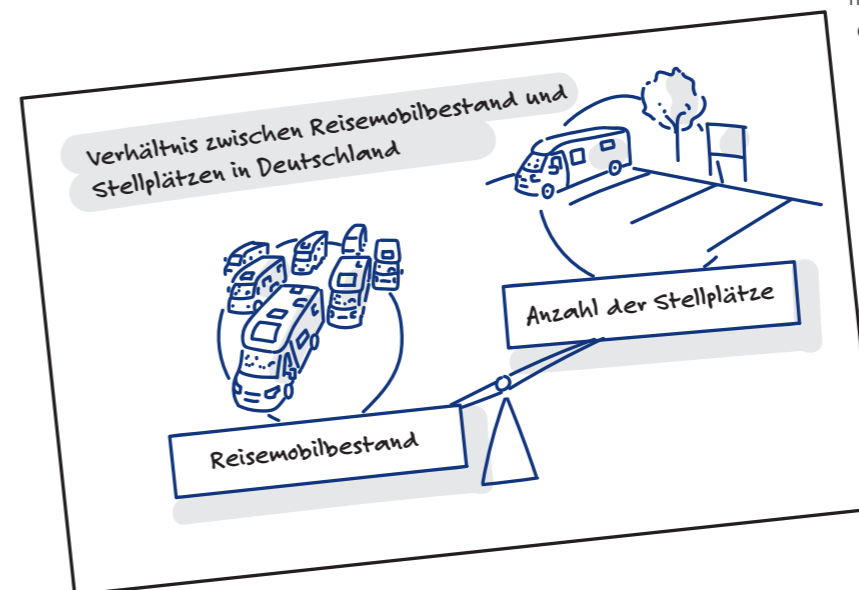 Verhältnis zwischen Reisemobilbestand und
Stellplätzen in Deutschland
Anzahl der Stellplätze
Reisemobilbestand